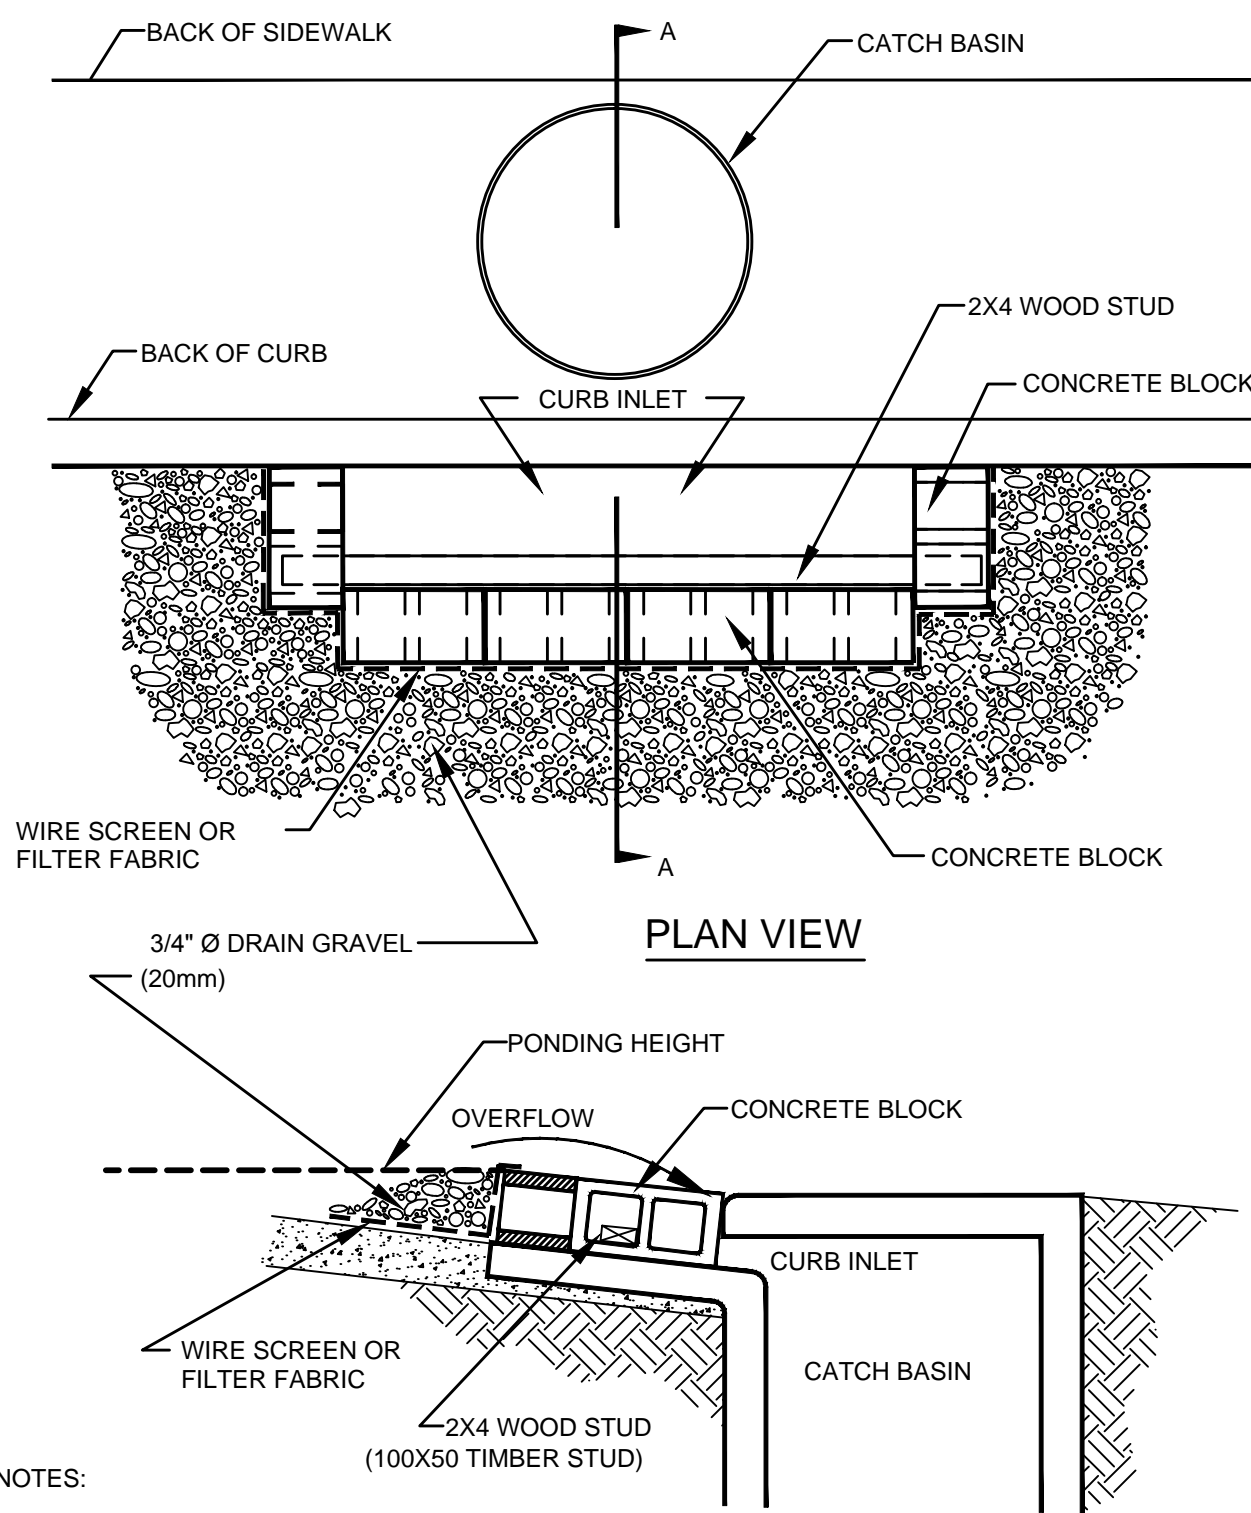 BACK OF SIDEWALK
A
CATCH BASIN
2X4 WOOD STUD
BACK OF CURB
CONCRETE BLOCK
CURB INLET
WIRE SCREEN OR
FILTER FABRIC
A
CONCRETE BLOCK
PLAN VIEW
3/4" Ø DRAIN GRAVEL
(20mm)
PONDING HEIGHT
OVERFLOW
CONCRETE BLOCK
CURB INLET
WIRE SCREEN OR
FILTER FABRIC
CATCH BASIN
2X4 WOOD STUD
(100X50 TIMBER STUD)
NOTES: